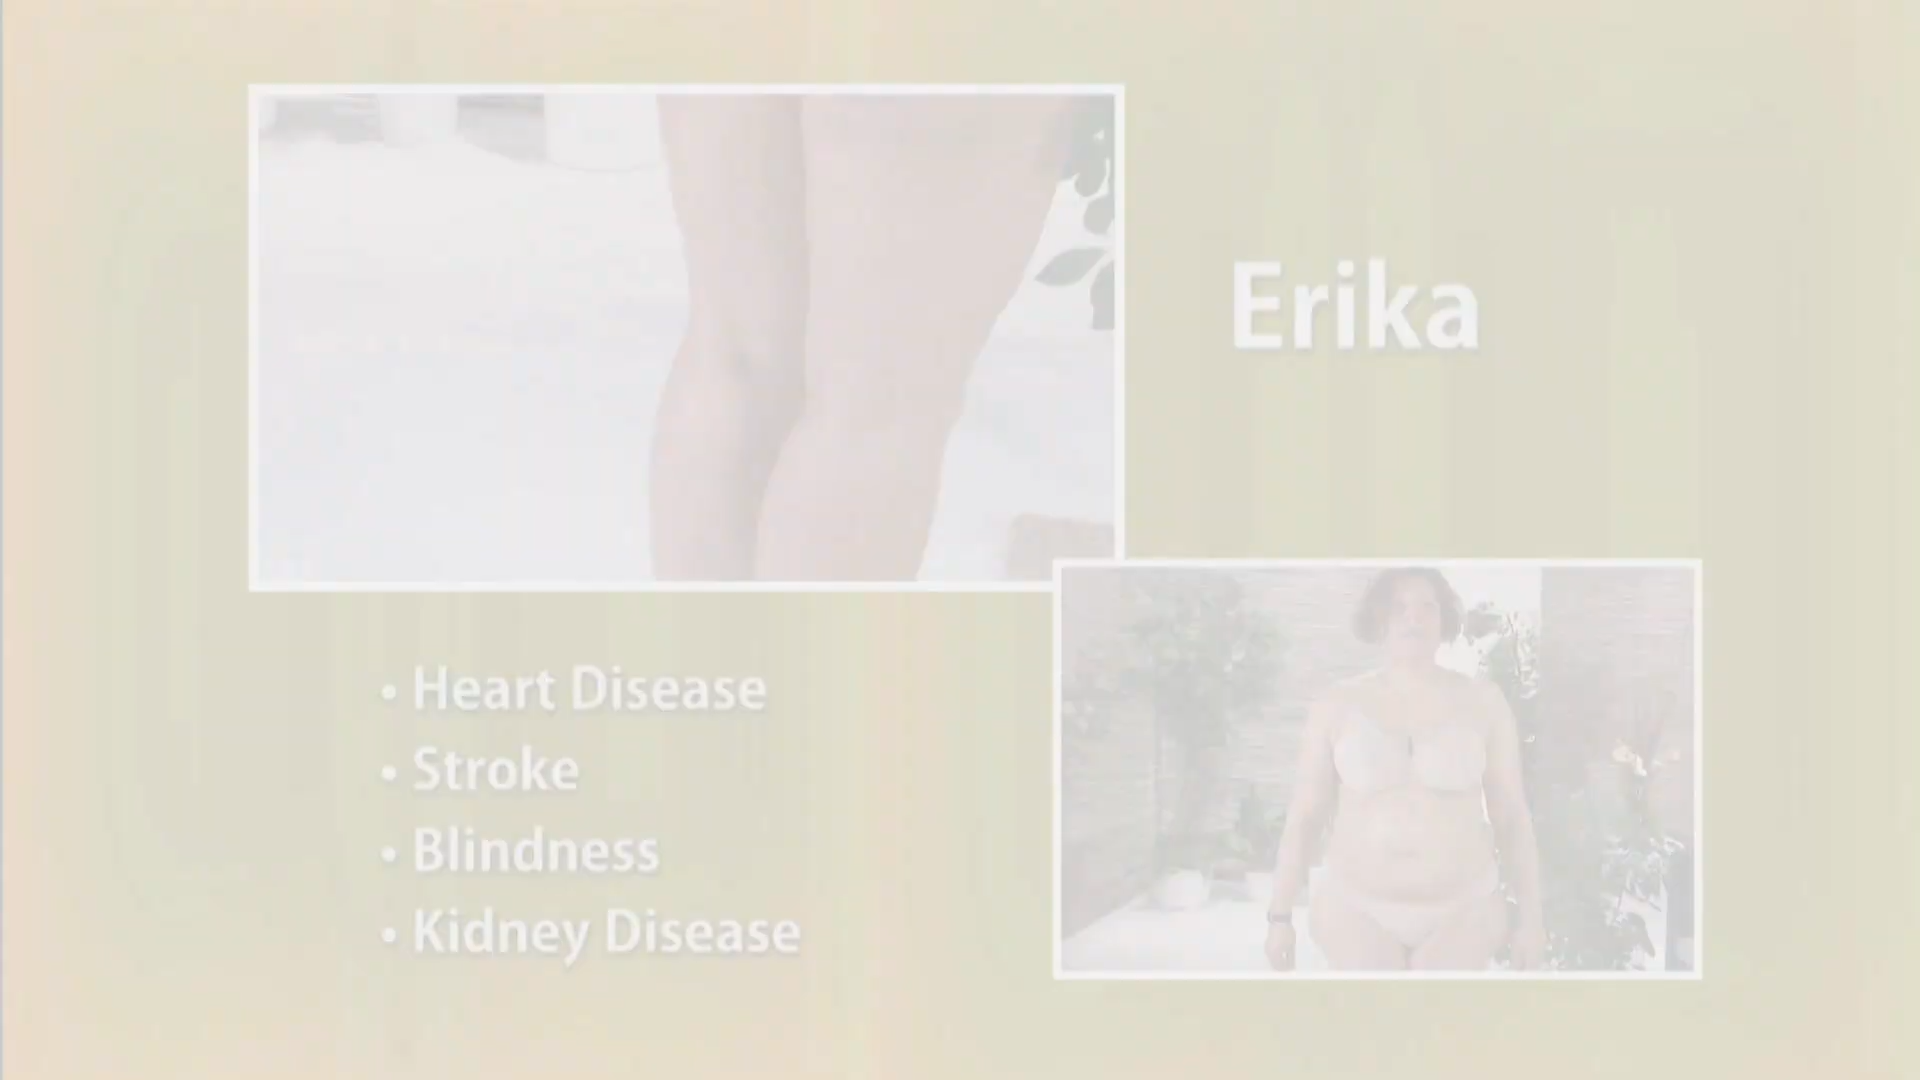 Erika
• Heart Disease
• Stroke
• Blindness
• Kidney Disease